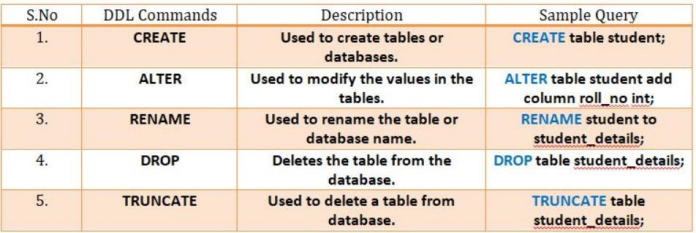 S.No DDL Commands Description Sample Query
1. CREATE Used to create tables or CREATE table student;
databases.
2. ALTER Used to modify the values in the ALTER table student add
tables. column roll_no int;
3. RENAME Used to rename the table or RENAME student to
database name. student_details;
4. DROP Deletes the table from the DROP table student_details;
database.
5. TRUNCATE Used to delete a table from TRUNCATE table
database. student_details;